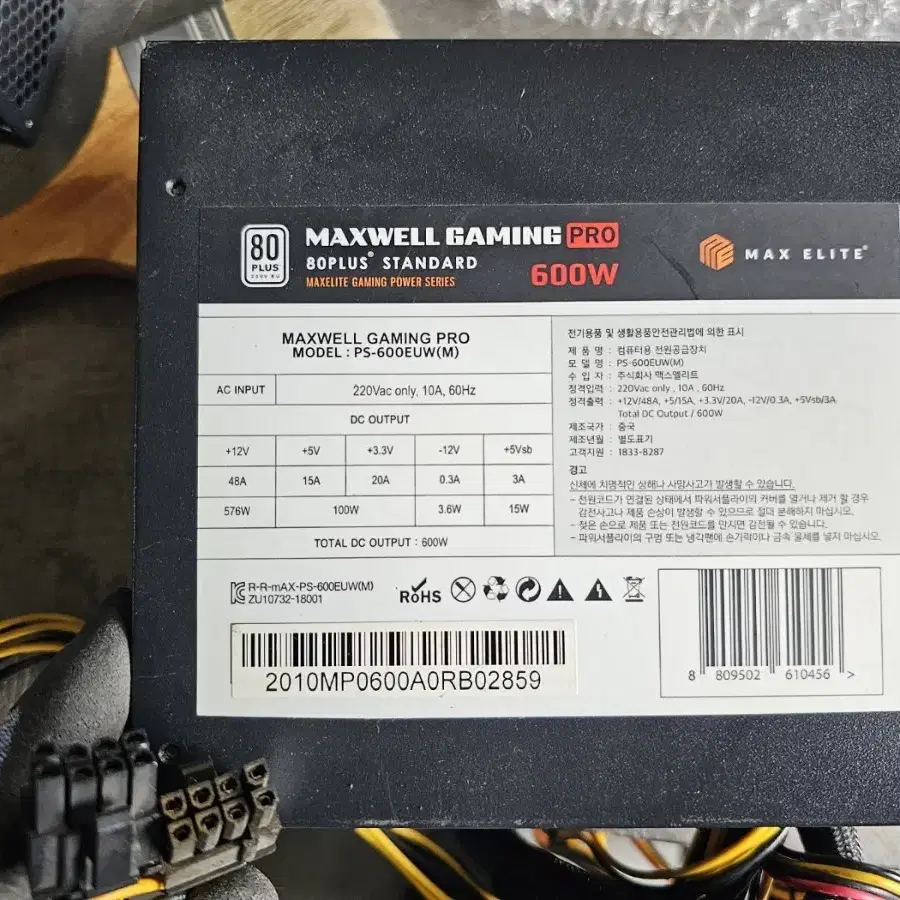 80
PLUS
230V EU
MAXWELL GAMING PRO
80PLUS® STANDARD
600W
MAXELITE GAMING POWER SERIES
MAX ELITE®
MAXWELL GAMING PRO
MODEL : PS-600EUW(M)
AC INPUT 220Vac only, 10A, 60Hz
DC OUTPUT
+12V +5V +3.3V -12V +5Vsb
48A 15A 20A 0.3A 3A
576W 100W 3.6W 15W
TOTAL DC OUTPUT : 600W
전기용품 및 생활용품안전관리법에 의한 표시
제 품 명 : 컴퓨터용 전원공급장치
모 델 명 : PS-600EUW(M)
수 입 자 : 주식회사 맥스엘리트
정격입력 : 220Vac only , 10A , 60Hz
정격출력 : +12V/48A, +5/15A, +3.3V/20A, -12V/0.3A, +5Vsb/3A
Total DC Output / 600W
제조국가 : 중국
제조년월 : 별도표기
고객지원 : 1833-8287
경고
신체에 치명적인 상해나 사망사고가 발생할 수 있습니다.
- 전원코드가 연결된 상태에서 파워서플라이의 커버를 열거나 제거 할 경우
감전사고나 제품 손상이 발생할 수 있으므로 절대 분해하지 마십시오.
- 젖은 손으로 제품 또는 전원코드를 만지면 감전될 수 있습니다.
- 파워서플라이의 구멍 또는 냉각팬에 손가락이나 금속 물체를 넣지 마십시오.
R-R-mAX-PS-600EUW(M)
ZU10732-18001
RoHS
2010MP0600A0RB02859
8 809502 610456 >